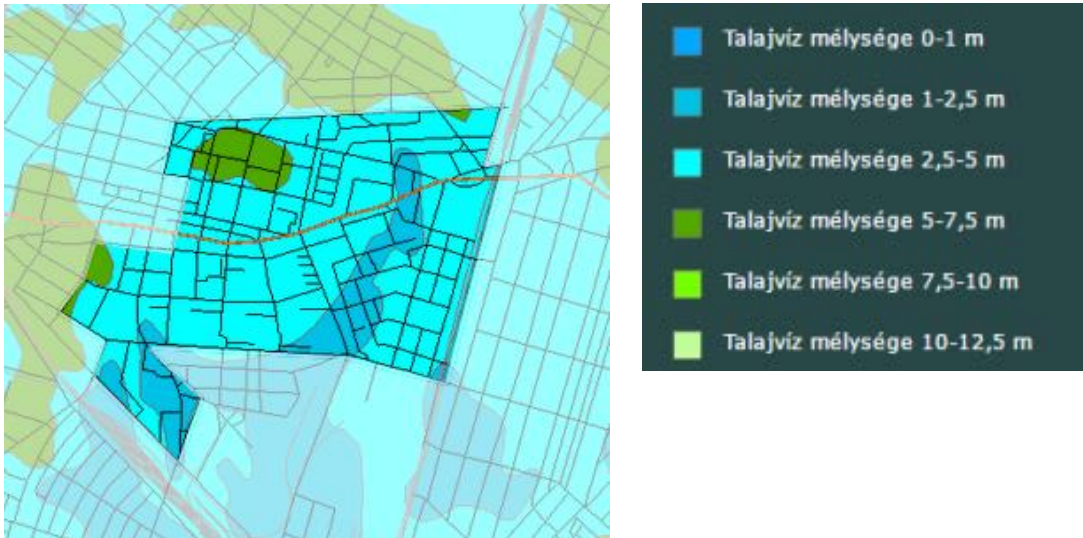 Talajvíz mélysége 0-1 m
Talajvíz mélysége 1-2,5 m
Talajvíz mélysége 2,5-5 m
Talajvíz mélysége 5-7,5 m
Talajvíz mélysége 7,5-10 m
Talajvíz mélysége 10-12,5 m